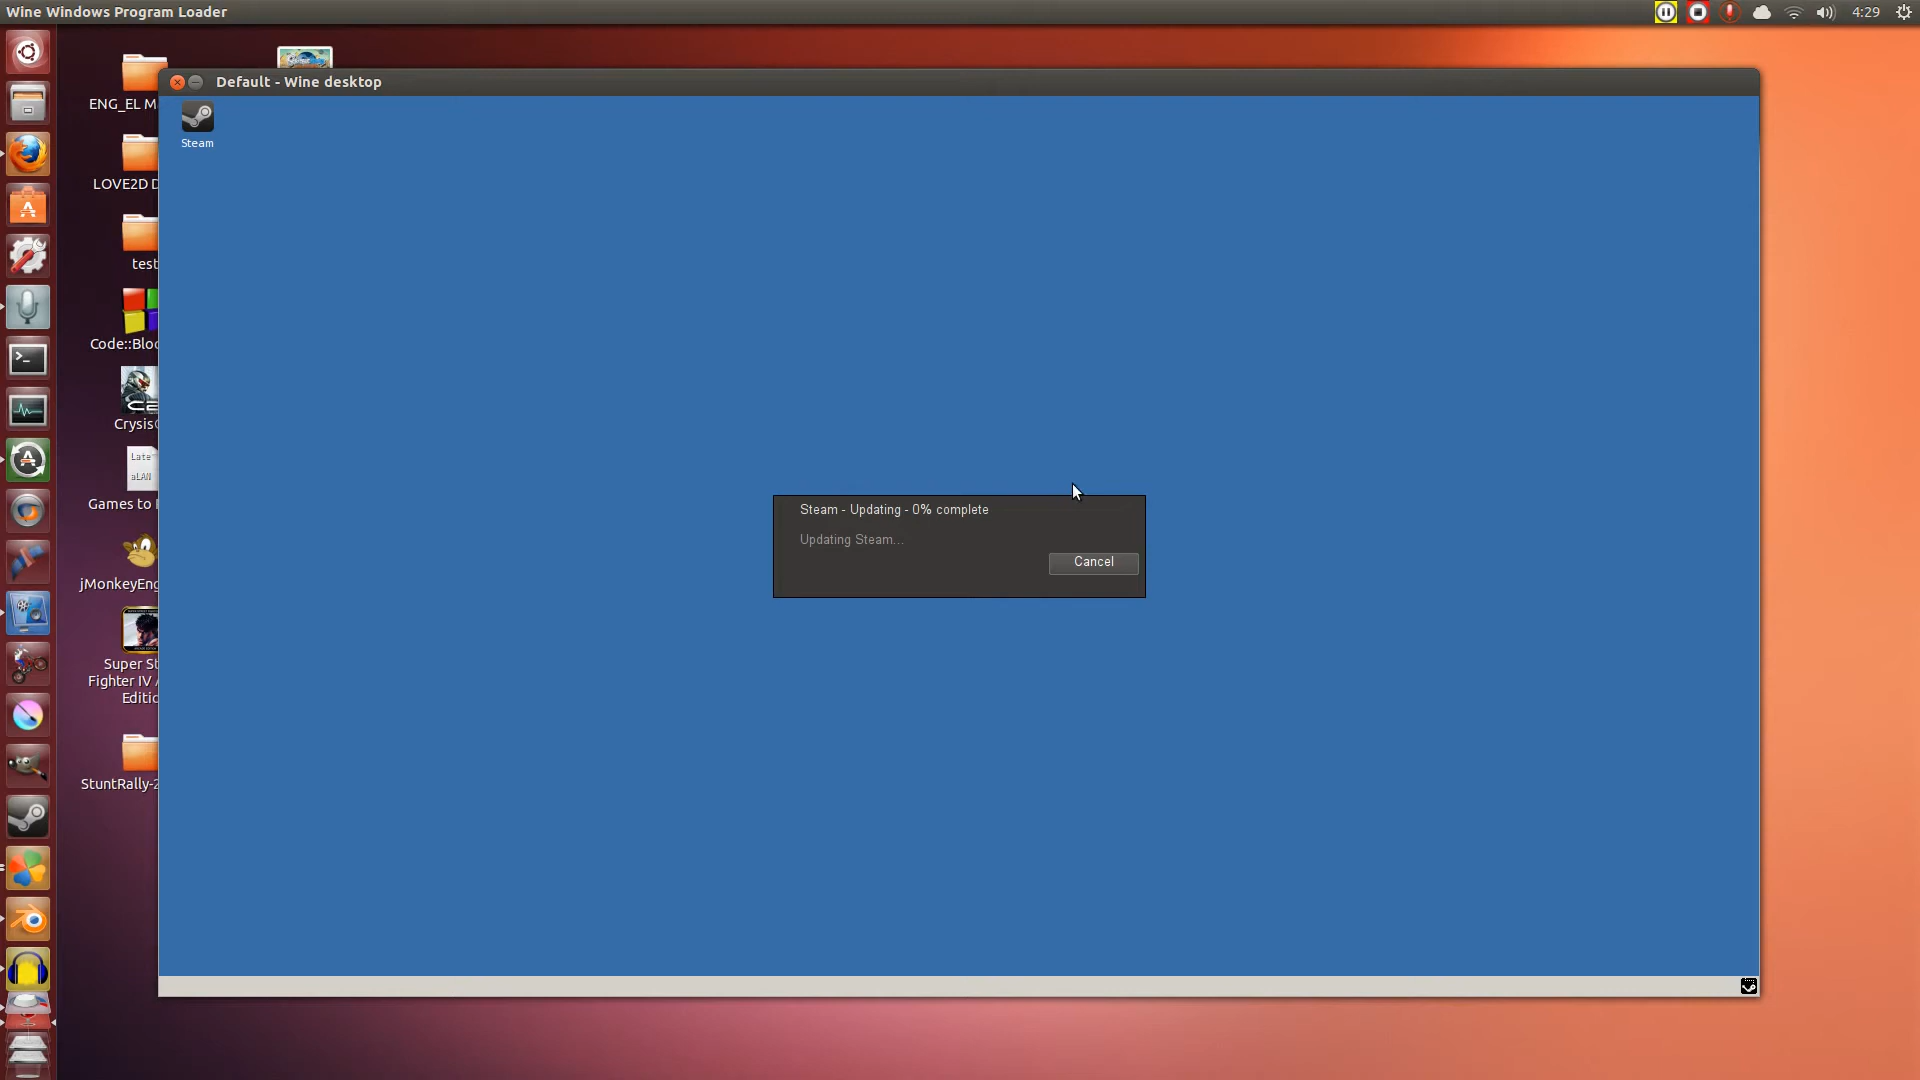 Wine Windows Program Loader
4:29
Default - Wine desktop
Steam
ENG_EL M
LOVE2D D
test
Code::Bloc
Crysis
Late
aLAN
Games to
jMonkeyEng
Super St
Fighter IV
Editio
StuntRally-2
Steam - Updating - 0% complete
Updating Steam...
Cancel